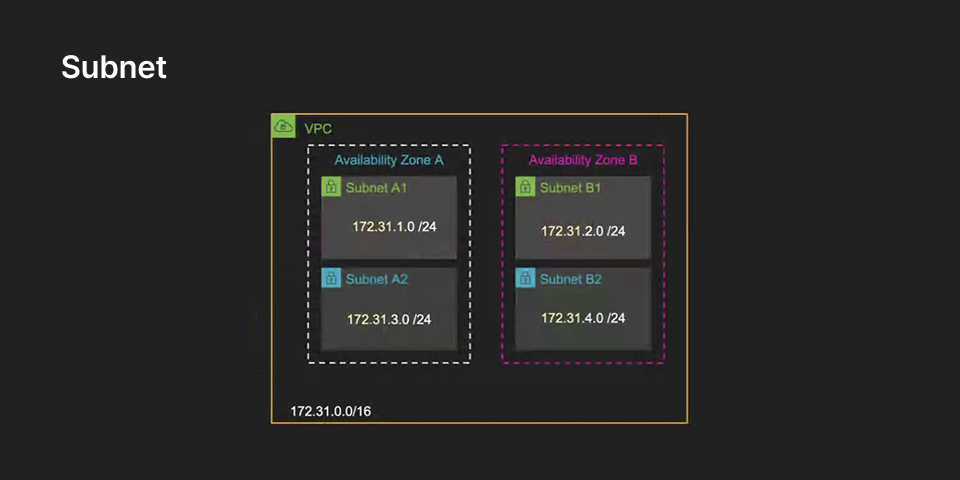 Subnet
VPC
Availability Zone A
Subnet A1
172.31.1.0 /24
Subnet A2
172.31.3.0 /24
Availability Zone B
Subnet B1
172.31.2.0 /24
Subnet B2
172.31.4.0 /24
172.31.0.0/16